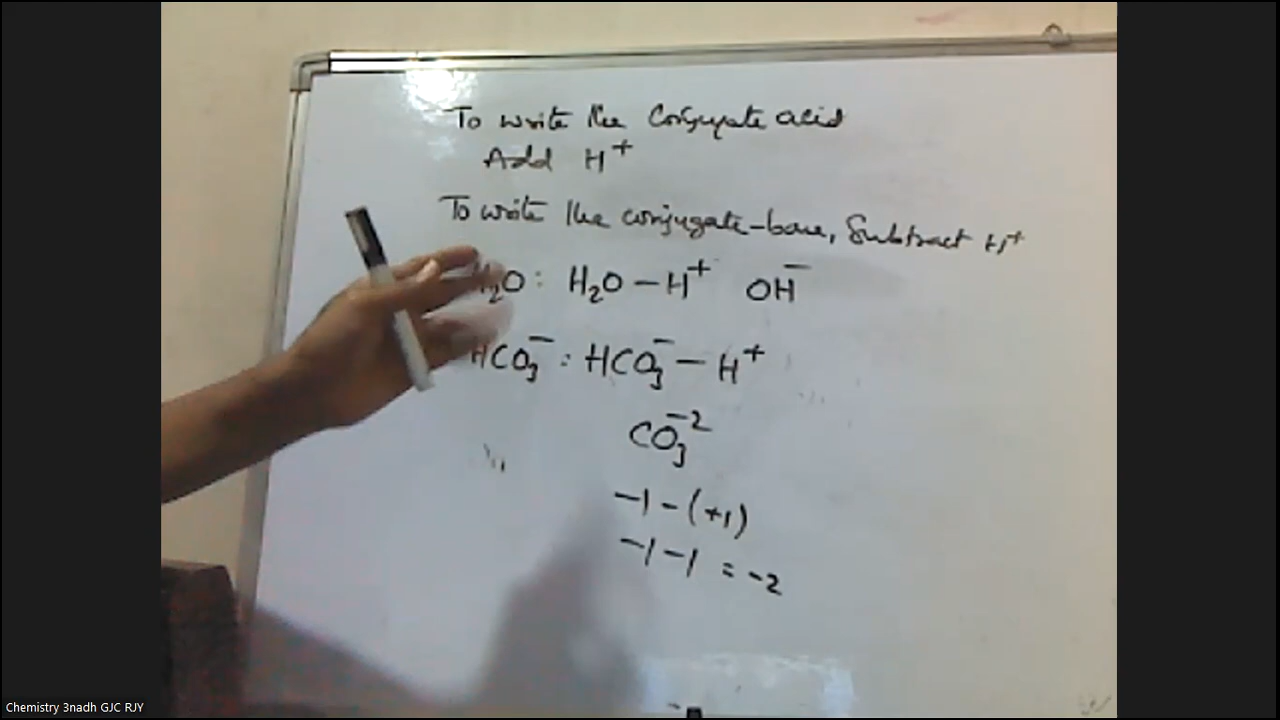 To write the Conjugate acid
Add H⁺
To write the conjugate-base, Subtract H⁺
H₂O : H₂O – H⁺ OH⁻
HCO₃⁻ : HCO₃⁻ – H⁺
CO₃⁻²
-1 - (+1)
-1 - 1 = -2
Chemistry 3nadh GJC RJY